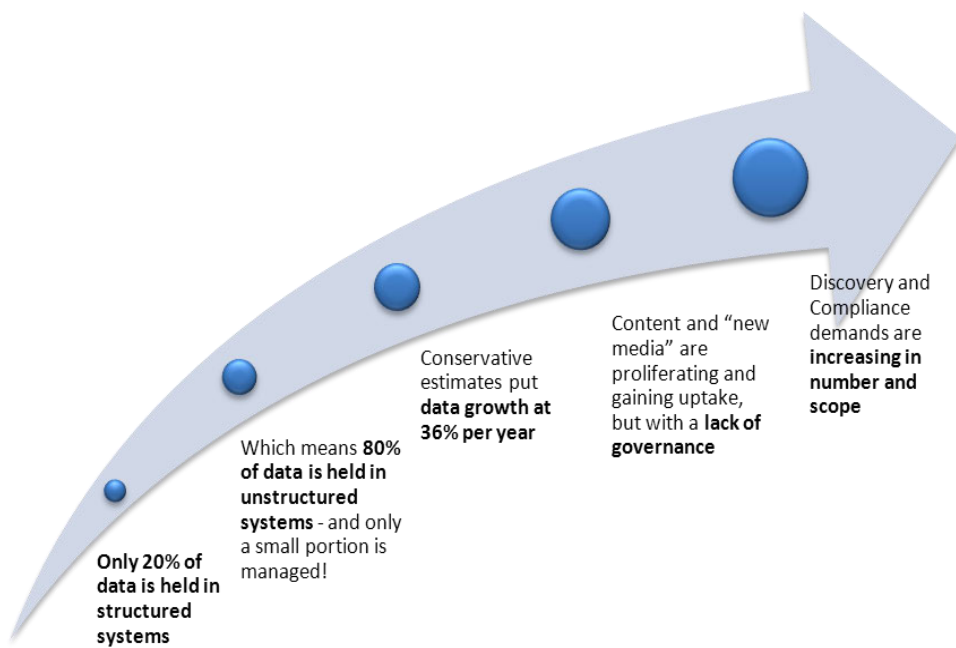 Only 20% of
data is held in
structured
systems
Which means 80%
of data is held in
unstructured
systems - and only
a small portion is
managed!
Conservative
estimates put
data growth at
36% per year
Content and “new
media” are
proliferating and
gaining uptake,
but with a lack of
governance
Discovery and
Compliance
demands are
increasing in
number and
scope